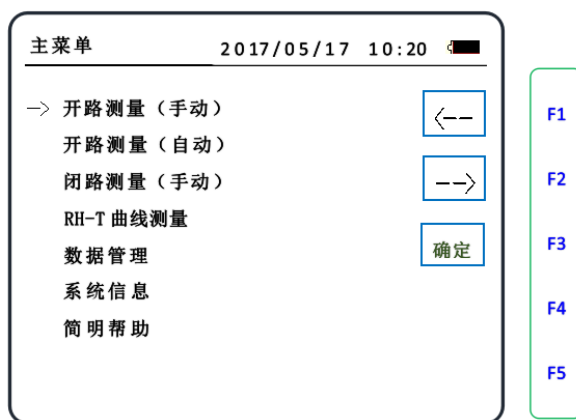 主菜单 2017/05/17 10:20
--> 开路测量（手动） <--
F1
开路测量（自动）
闭路测量（手动） -->
F2
RH-T 曲线测量
数据管理 确定
F3
系统信息
F4
简明帮助
F5